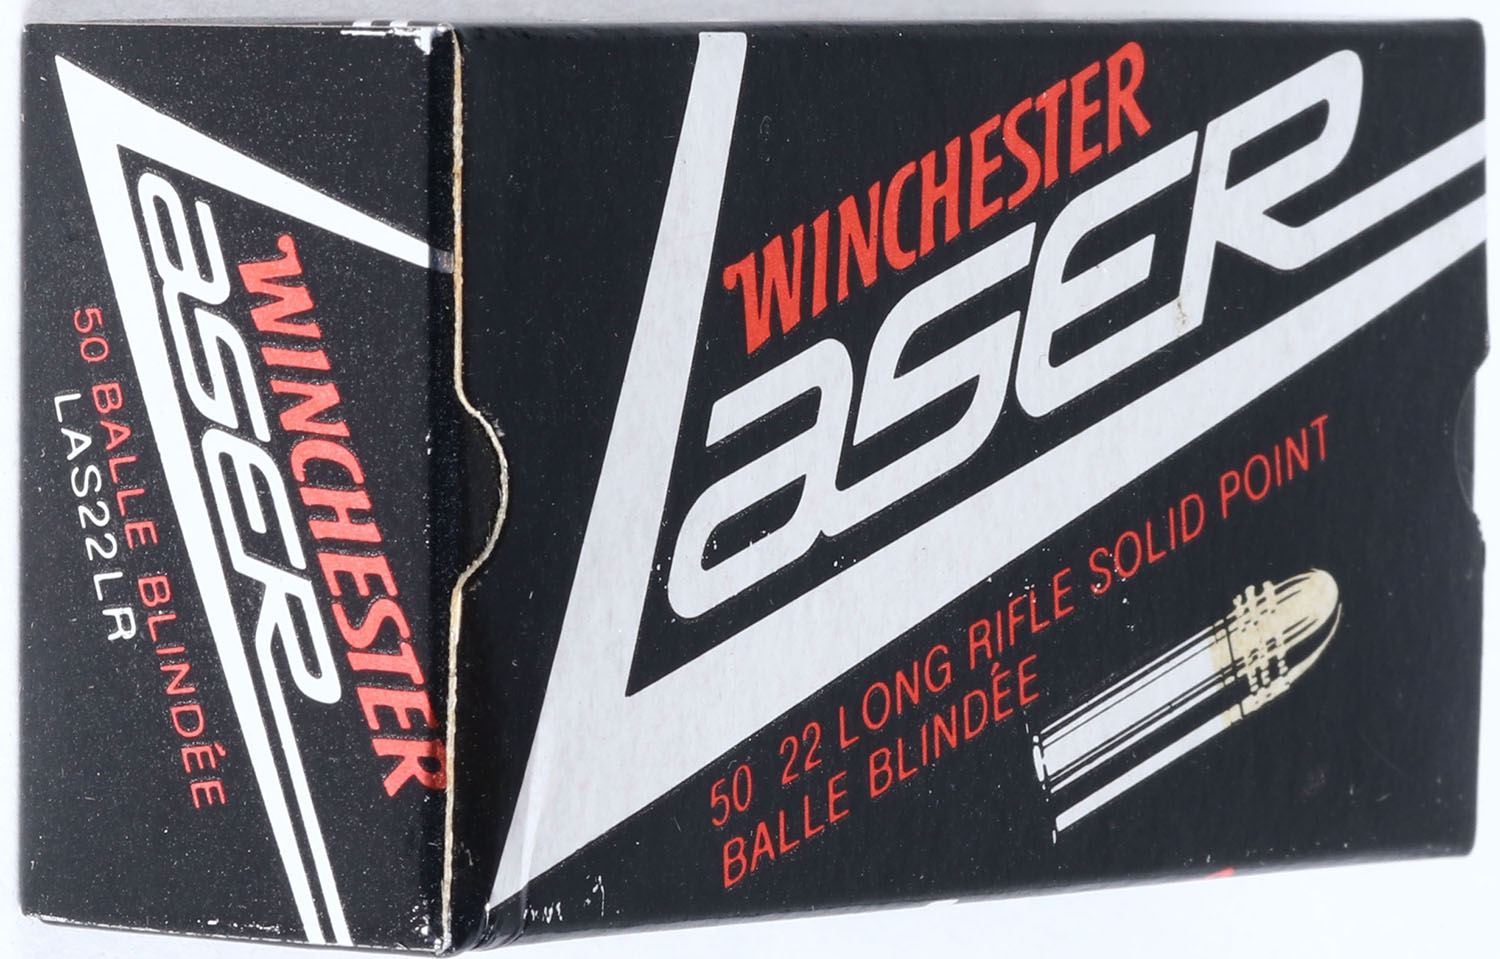 WINCHESTER
LASER
50 BALLE BLINDÉE
LAS22LR
WINCHESTER
LASER
50 22 LONG RIFLE SOLID POINT
BALLE BLINDÉE